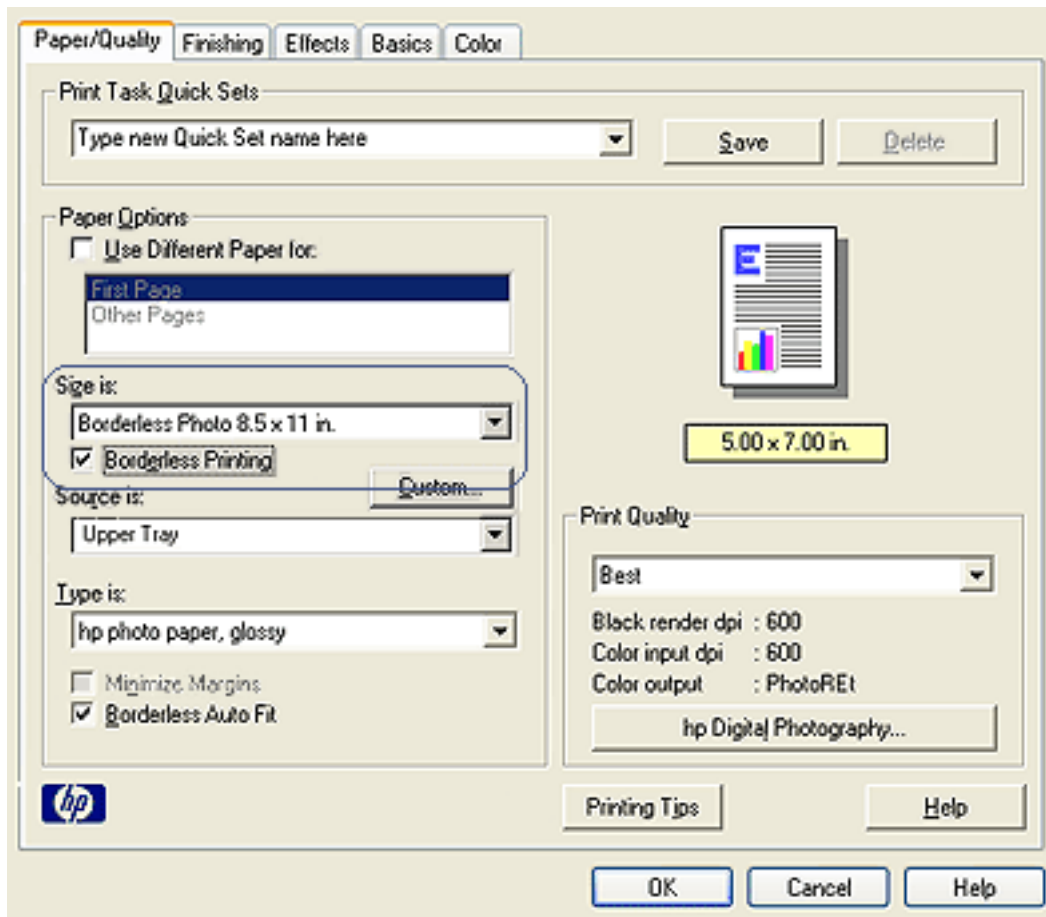 Paper/Quality Finishing Effects Basics Color
Print Task Quick Sets
Type new Quick Set name here Save Delete
Paper Options
Use Different Paper for:
First Page
Other Pages
Size is:
Borderless Photo 8.5 x 11 in.
Borderless Printing
Custom...
Source is:
Upper Tray
Type is:
hp photo paper, glossy
Minimize Margins
Borderless Auto Fit
E
5.00 x 7.00 in.
Print Quality
Best
Black render dpi : 600
Color input dpi : 600
Color output : PhotoREt
hp Digital Photography...
hp
Printing Tips Help
OK Cancel Help